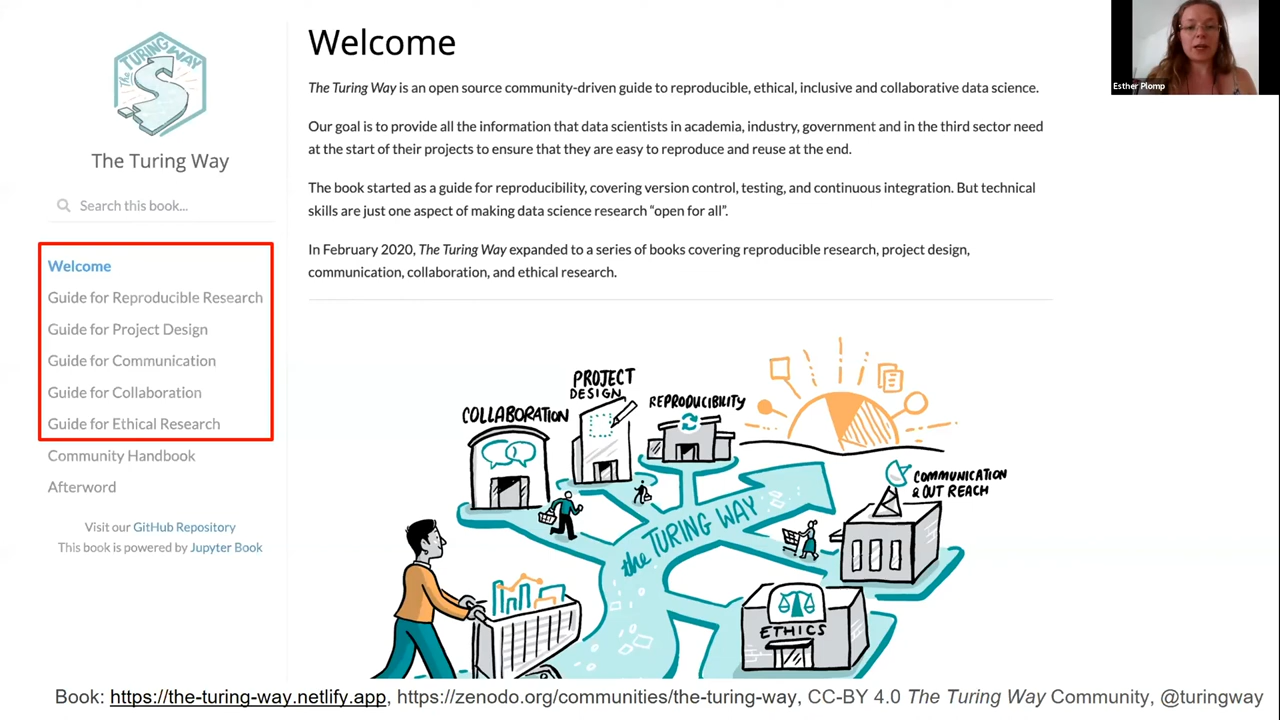 The TURING WAY
The Turing Way
Search this book...
Welcome
Guide for Reproducible Research
Guide for Project Design
Guide for Communication
Guide for Collaboration
Guide for Ethical Research
Community Handbook
Afterword
Visit our GitHub Repository
This book is powered by Jupyter Book
Welcome
The Turing Way is an open source community-driven guide to reproducible, ethical, inclusive and collaborative data science.
Our goal is to provide all the information that data scientists in academia, industry, government and in the third sector need
at the start of their projects to ensure that they are easy to reproduce and reuse at the end.
The book started as a guide for reproducibility, covering version control, testing, and continuous integration. But technical
skills are just one aspect of making data science research “open for all”.
In February 2020, The Turing Way expanded to a series of books covering reproducible research, project design,
communication, collaboration, and ethical research.
COLLABORATION
PROJECT
DESIGN
REPRODUCIBILITY
COMMUNICATION
& OUT REACH
the TURING WAY
ETHICS
Esther Plomp
Book: https://the-turing-way.netlify.app, https://zenodo.org/communities/the-turing-way, CC-BY 4.0 The Turing Way Community, @turingway